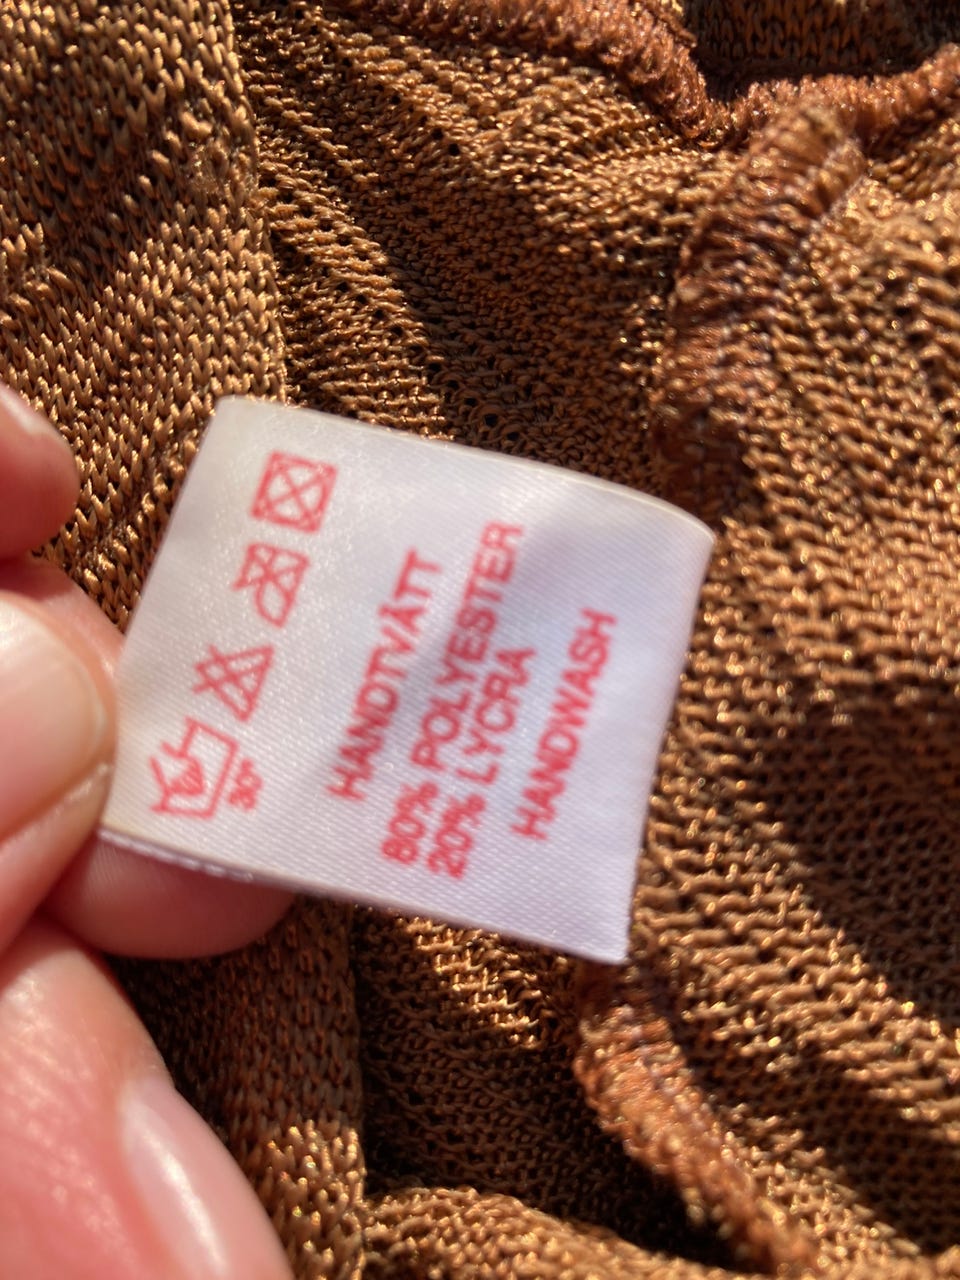 30°
HANDTVÄTT
80% POLYESTER
20% LYCRA
HANDWASH